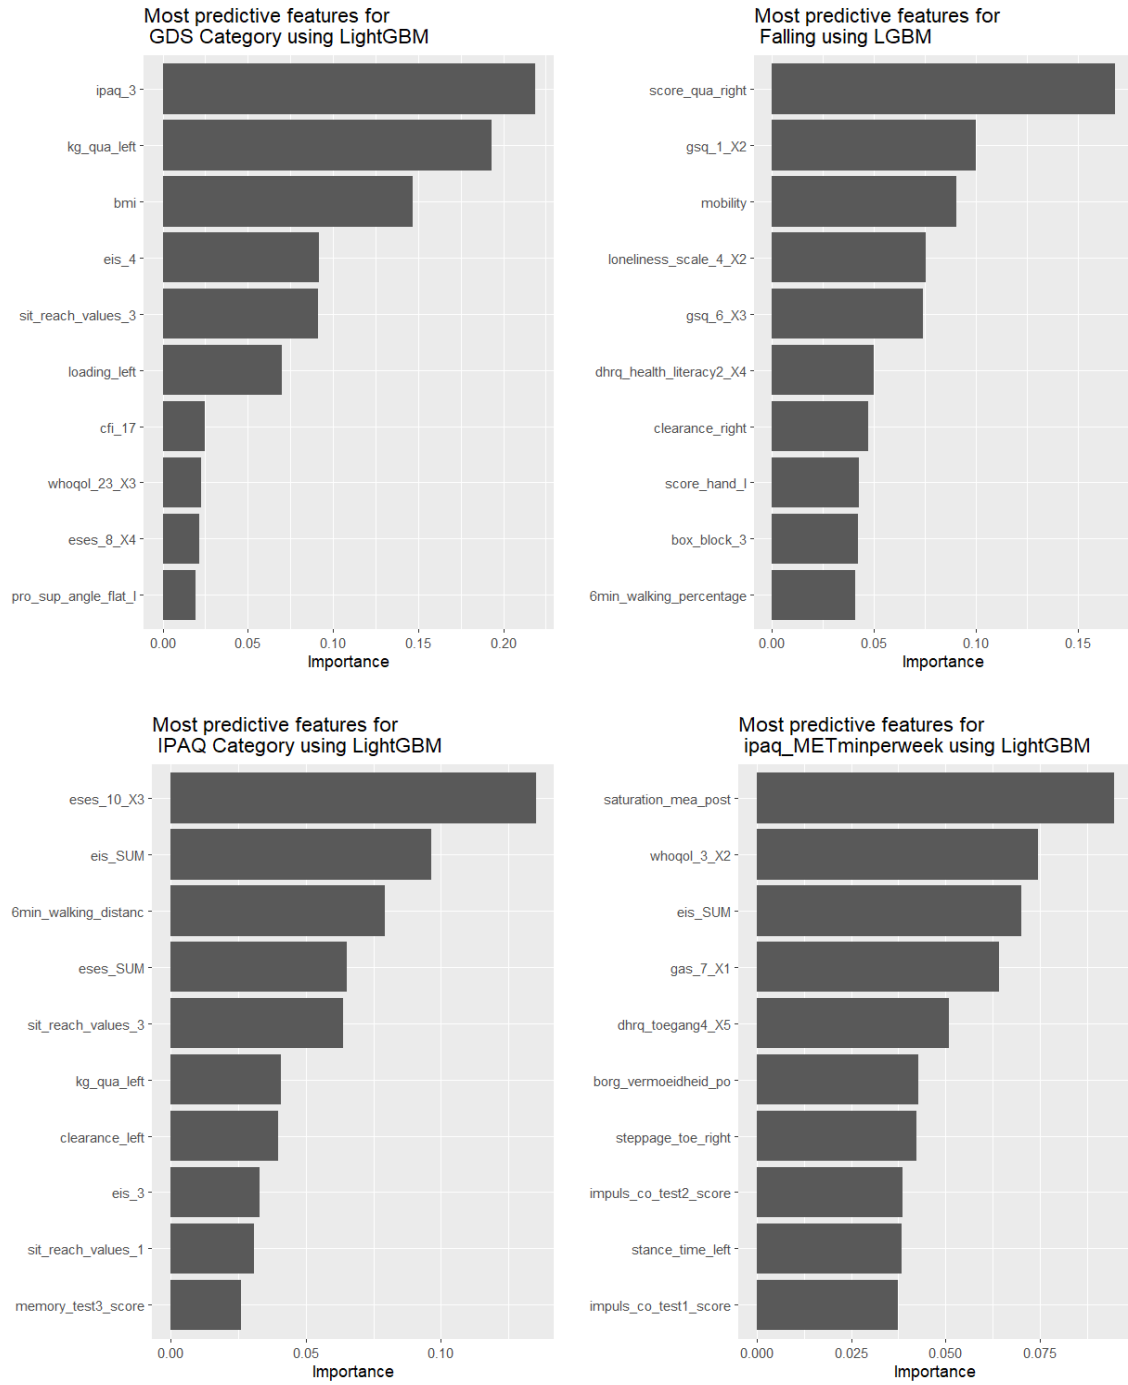 Most predictive features for
GDS Category using LightGBM
ipaq_3
kg_qua_left
bmi
eis_4
sit_reach_values_3
loading_left
cfi_17
whoqol_23_X3
eses_8_X4
pro_sup_angle_flat_l
0.00 0.05 0.10 0.15 0.20
Importance
Most predictive features for
Falling using LGBM
score_qua_right
gsq_1_X2
mobility
loneliness_scale_4_X2
gsq_6_X3
dhrq_health_literacy2_X4
clearance_right
score_hand_l
box_block_3
6min_walking_percentage
0.00 0.05 0.10 0.15
Importance
Most predictive features for
IPAQ Category using LightGBM
eses_10_X3
eis_SUM
6min_walking_distanc
eses_SUM
sit_reach_values_3
kg_qua_left
clearance_left
eis_3
sit_reach_values_1
memory_test3_score
0.00 0.05 0.10
Importance
Most predictive features for
ipaq_METminperweek using LightGBM
saturation_mea_post
whoqol_3_X2
eis_SUM
gas_7_X1
dhrq_toegang4_X5
borg_vermoeidheid_po
steppage_toe_right
impuls_co_test2_score
stance_time_left
impuls_co_test1_score
0.000 0.025 0.050 0.075
Importance